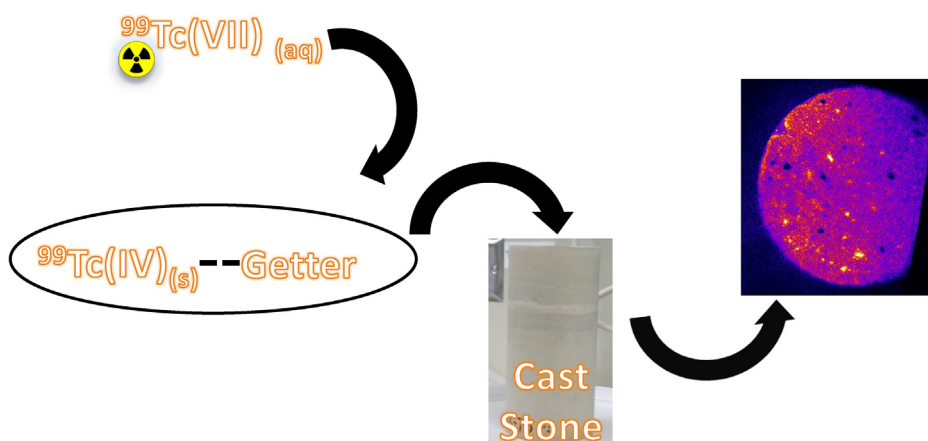 ⁹⁹Tc(VII) (aq)
⁹⁹Tc(IV)(s) -- Getter
Cast
Stone